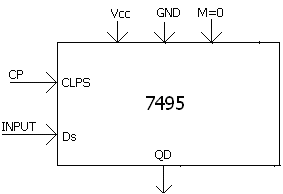 Vcc GND M=0
CP
CLPS
7495
INPUT
Ds
QD